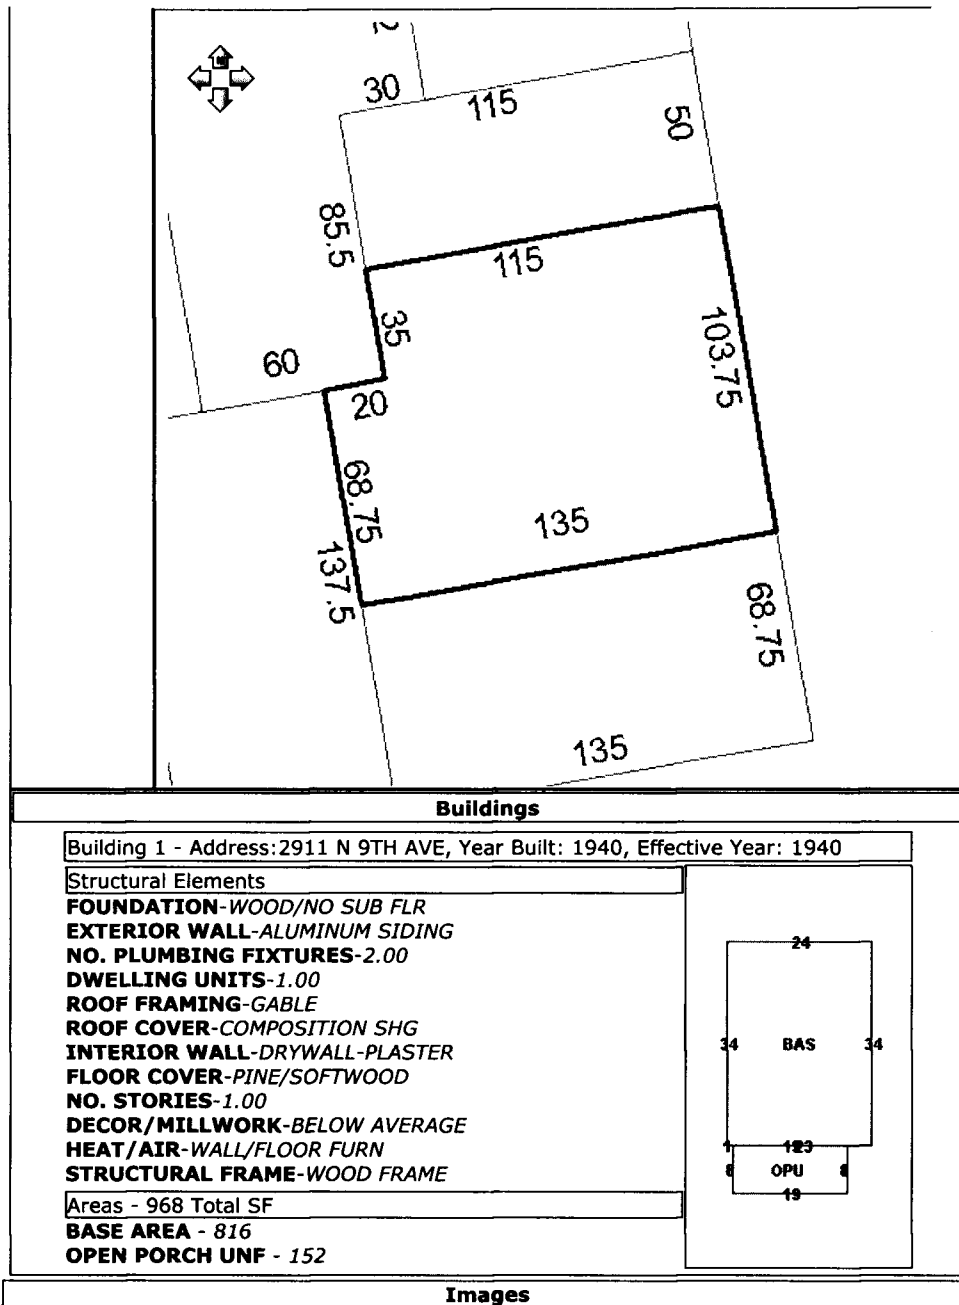 30
115
50
85.5
115
35
103.75
60
20
68.75
135
137.5
68.75
135
Buildings
Building 1 - Address:2911 N 9TH AVE, Year Built: 1940, Effective Year: 1940
Structural Elements
FOUNDATION-WOOD/NO SUB FLR
EXTERIOR WALL-ALUMINUM SIDING
NO. PLUMBING FIXTURES-2.00
DWELLING UNITS-1.00
ROOF FRAMING-GABLE
ROOF COVER-COMPOSITION SHG
INTERIOR WALL-DRYWALL-PLASTER
FLOOR COVER-PINE/SOFTWOOD
NO. STORIES-1.00
DECOR/MILLWORK-BELOW AVERAGE
HEAT/AIR-WALL/FLOOR FURN
STRUCTURAL FRAME-WOOD FRAME
Areas - 968 Total SF
BASE AREA - 816
OPEN PORCH UNF - 152
24
34 BAS 34
1 1923
8 OPU 8
19
Images